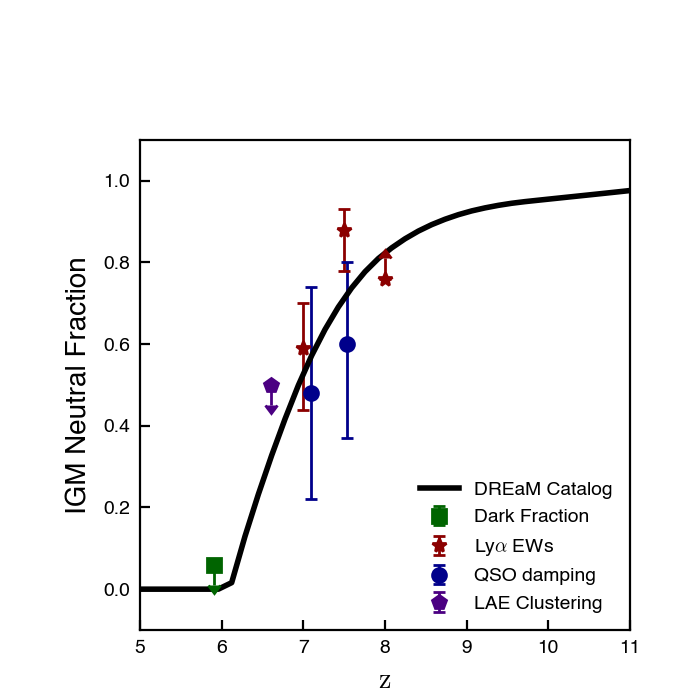 IGM Neutral Fraction
1.0
0.8
0.6
0.4
0.2
0.0
DREaM Catalog
Dark Fraction
Lyα EWs
QSO damping
LAE Clustering
5 6 7 8 9 10 11
z